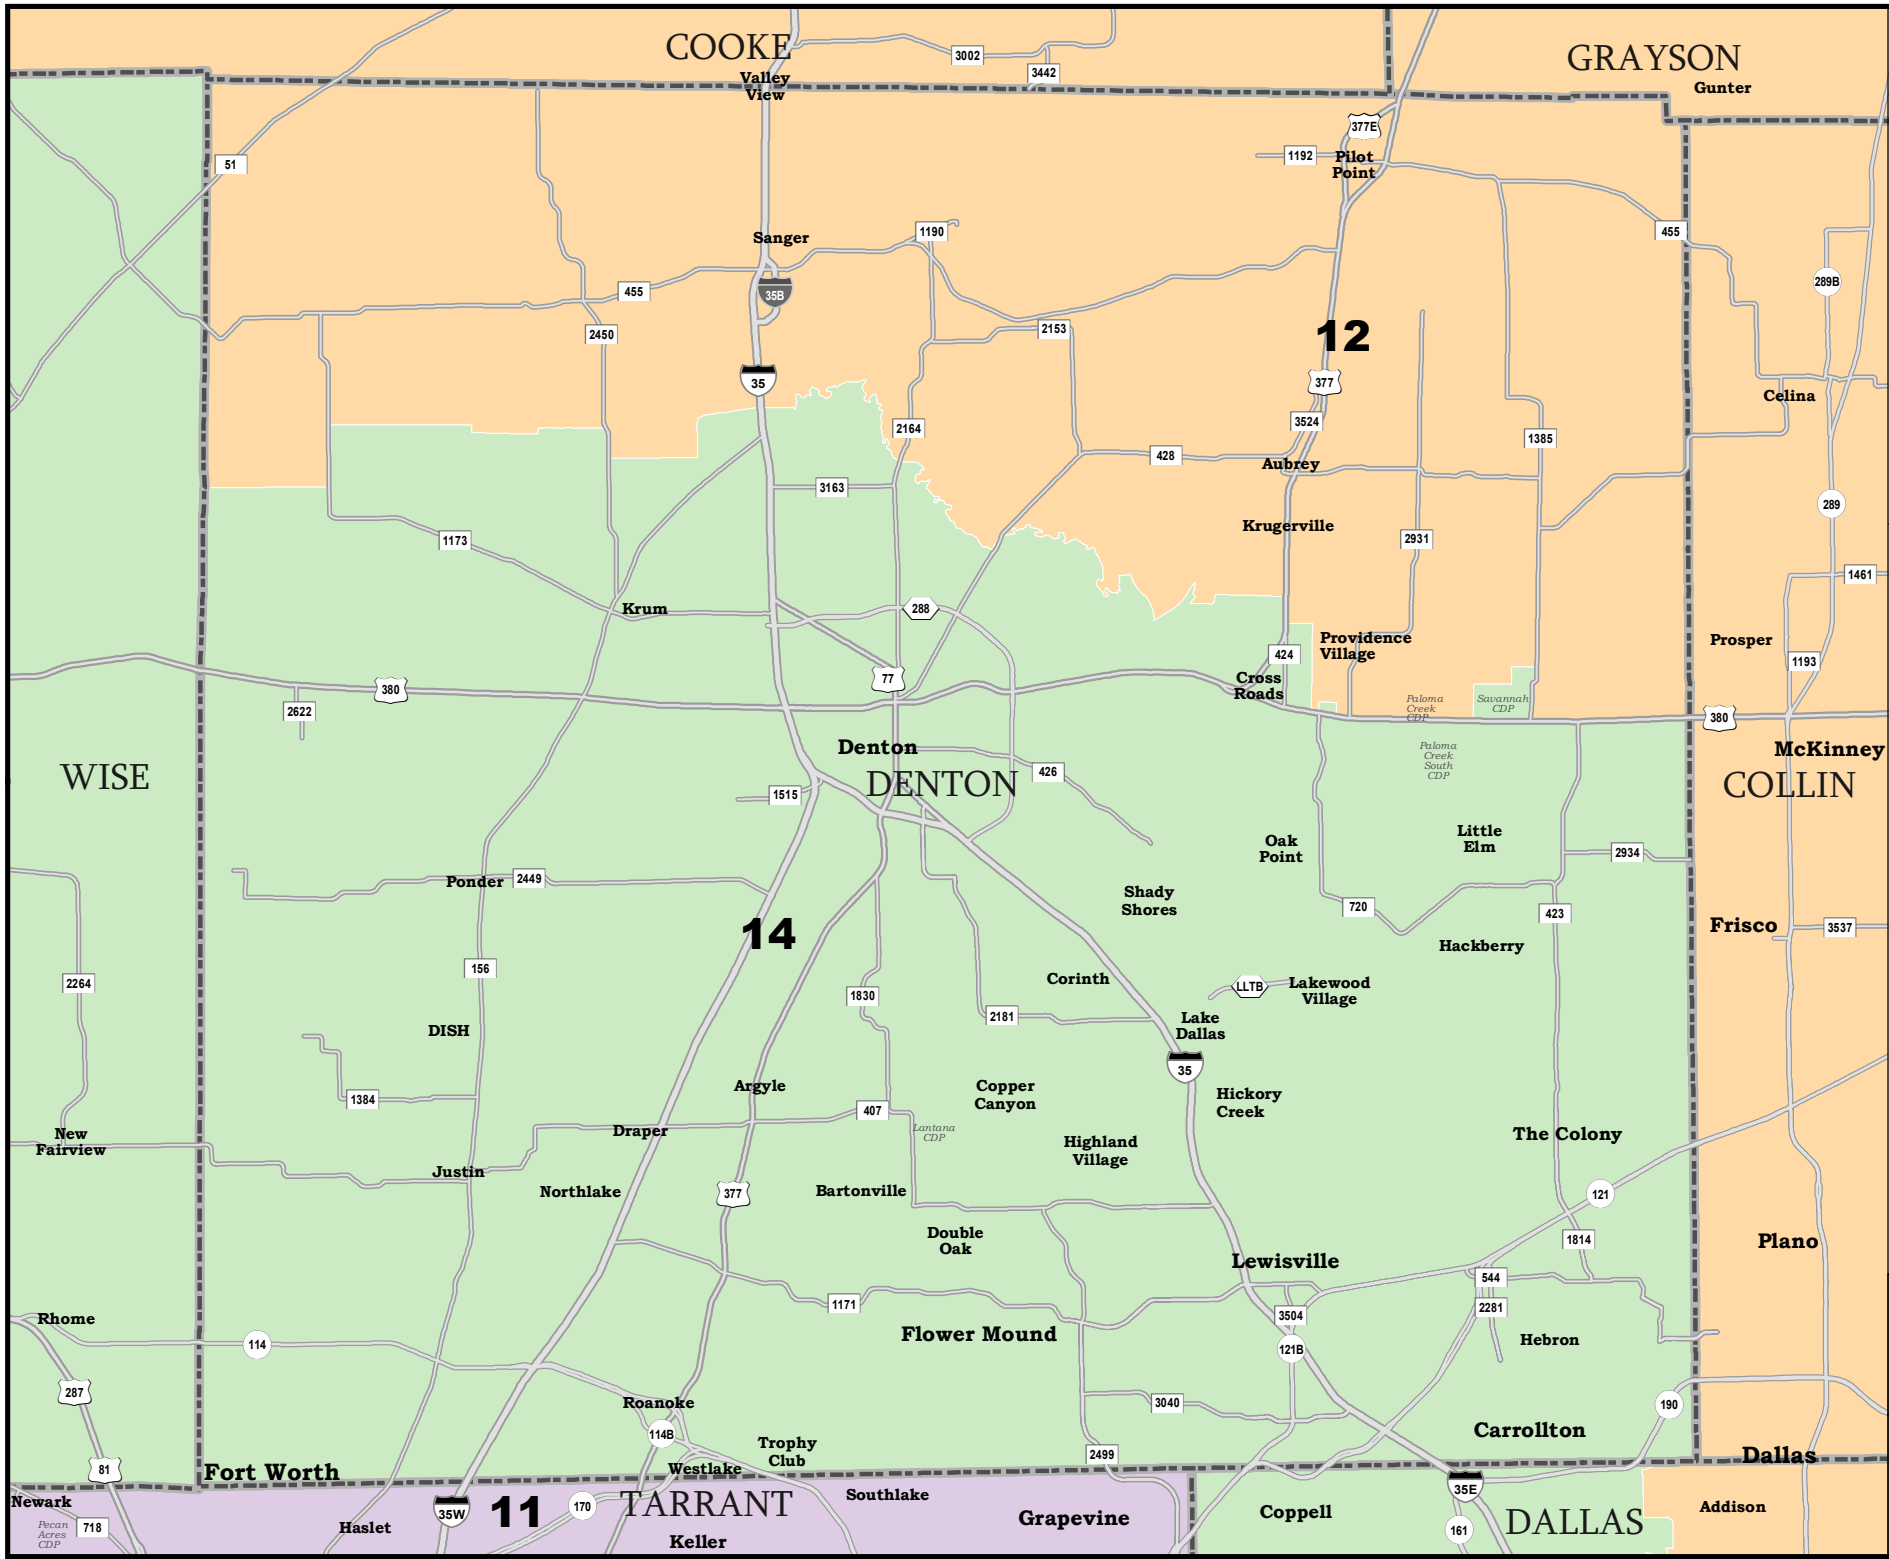 COOKE
GRAYSON
3002
3442
Valley
View
Gunter
377E
51
1192
Pilot
Point
1190
455
Sanger
289B
455
35B
2450
2153
12
35
377
Celina
3524
2164
1385
428
Aubrey
3163
289
Krugerville
1173
2931
1461
Krum
288
Providence
Village
Prosper
424
1193
77
Cross
Roads
380
2622
Paloma
Creek
CDP
Savannah
CDP
380
Denton
McKinney
Paloma
Creek
South
CDP
WISE
DENTON
426
COLLIN
1515
Oak
Point
Little
Elm
2934
Ponder
2449
Shady
Shores
720
423
14
Frisco
3537
Hackberry
156
2264
Corinth
LLTB
Lakewood
Village
1830
2181
Lake
Dallas
DISH
35
Argyle
Copper
Canyon
Hickory
Creek
1384
407
New
Fairview
Draper
Lantana
CDP
Highland
Village
The Colony
Justin
Northlake
377
Bartonville
121
Double
Oak
1814
Plano
Lewisville
544
1171
2281
Rhome
3504
Flower Mound
Hebron
114
121B
287
Roanoke
3040
190
114B
Carrollton
Trophy
Club
2499
Dallas
81
Fort Worth
Westlake
35E
Newark
35W
11
170
TARRANT
Southlake
Grapevine
Coppell
DALLAS
Addison
Pecan
Acres
CDP
718
Haslet
Keller
161